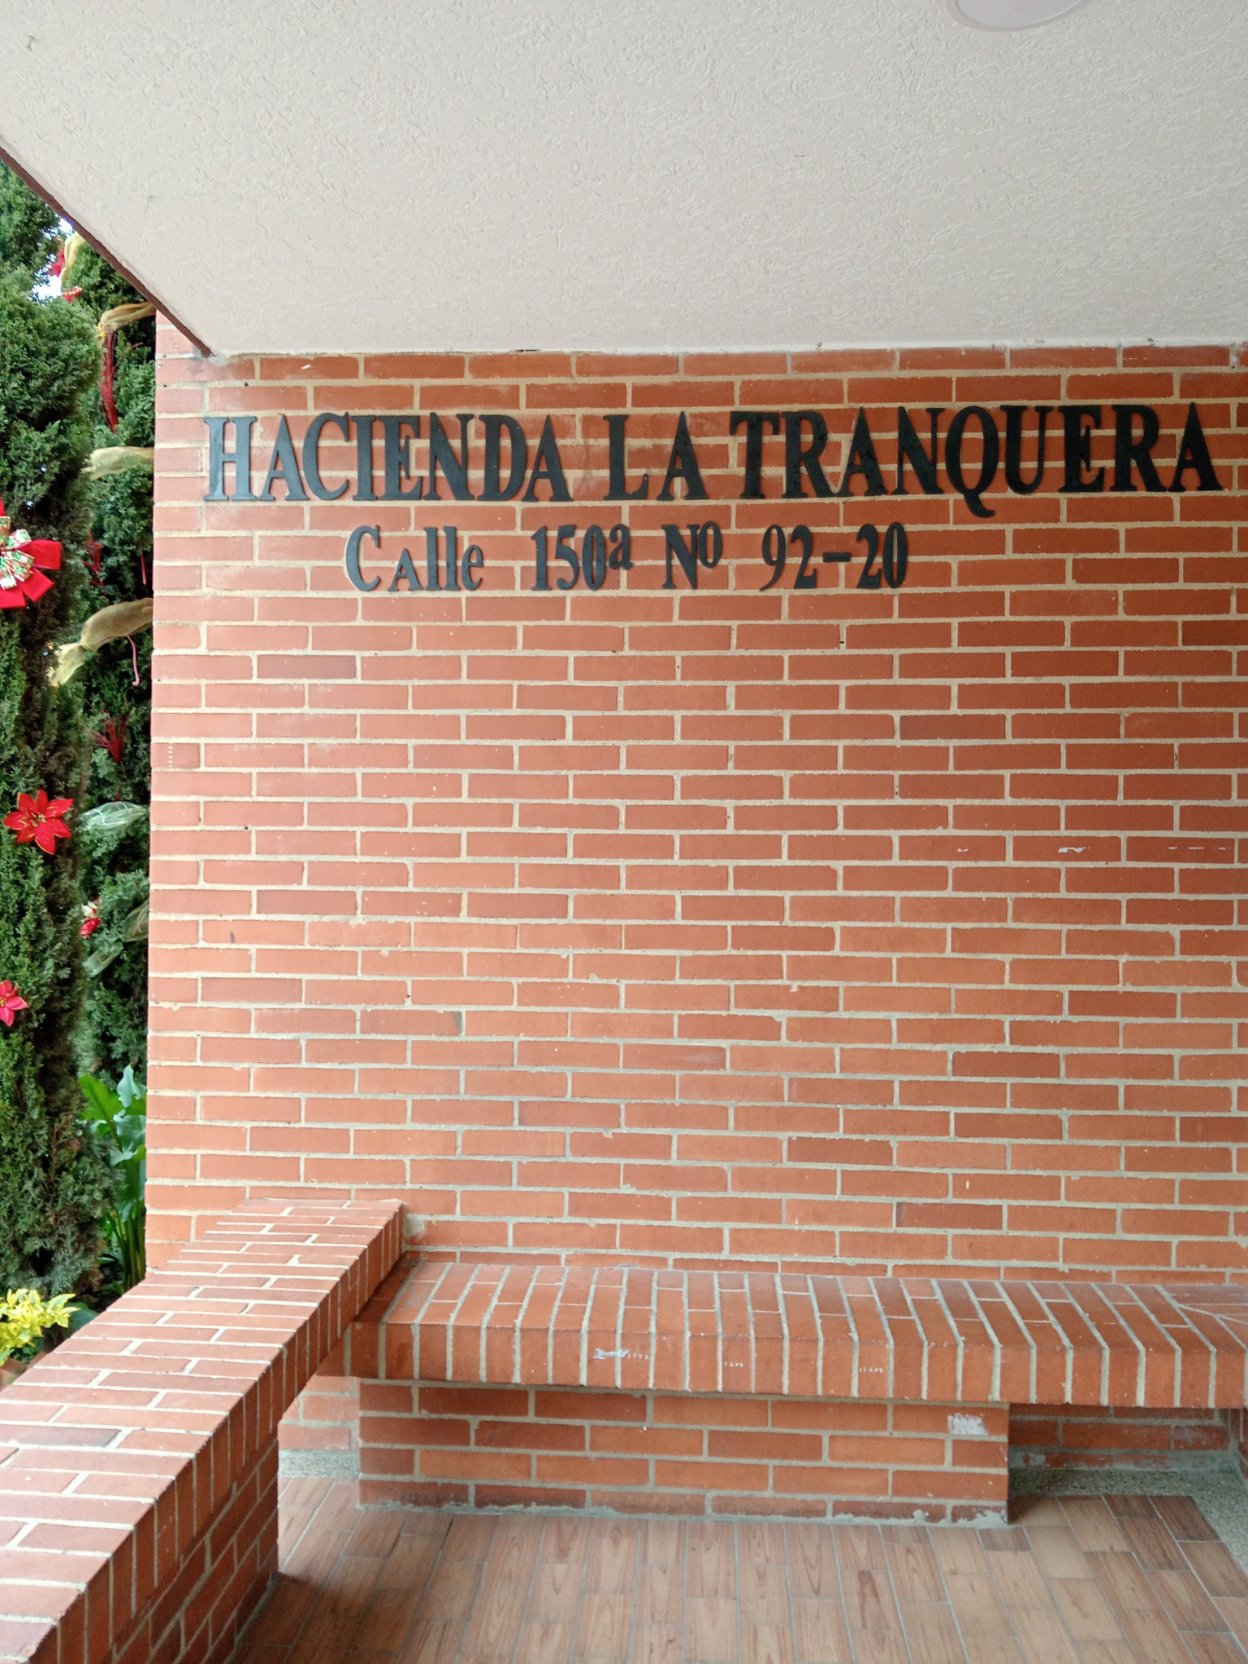 HACIENDA LA TRANQUERA
Calle 150ª Nº 92-20